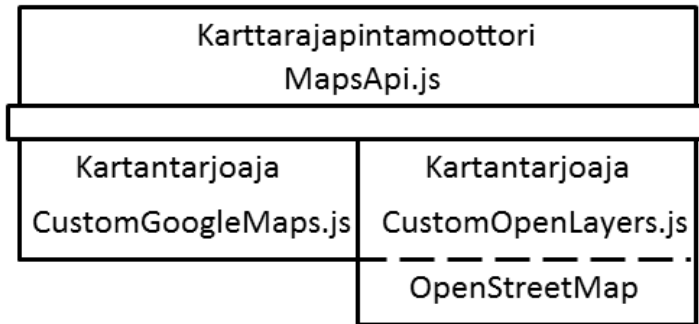 Karttarajapintamoottori
MapsApi.js
Kartantarjoaja
CustomGoogleMaps.js
Kartantarjoaja
CustomOpenLayers.js
OpenStreetMap